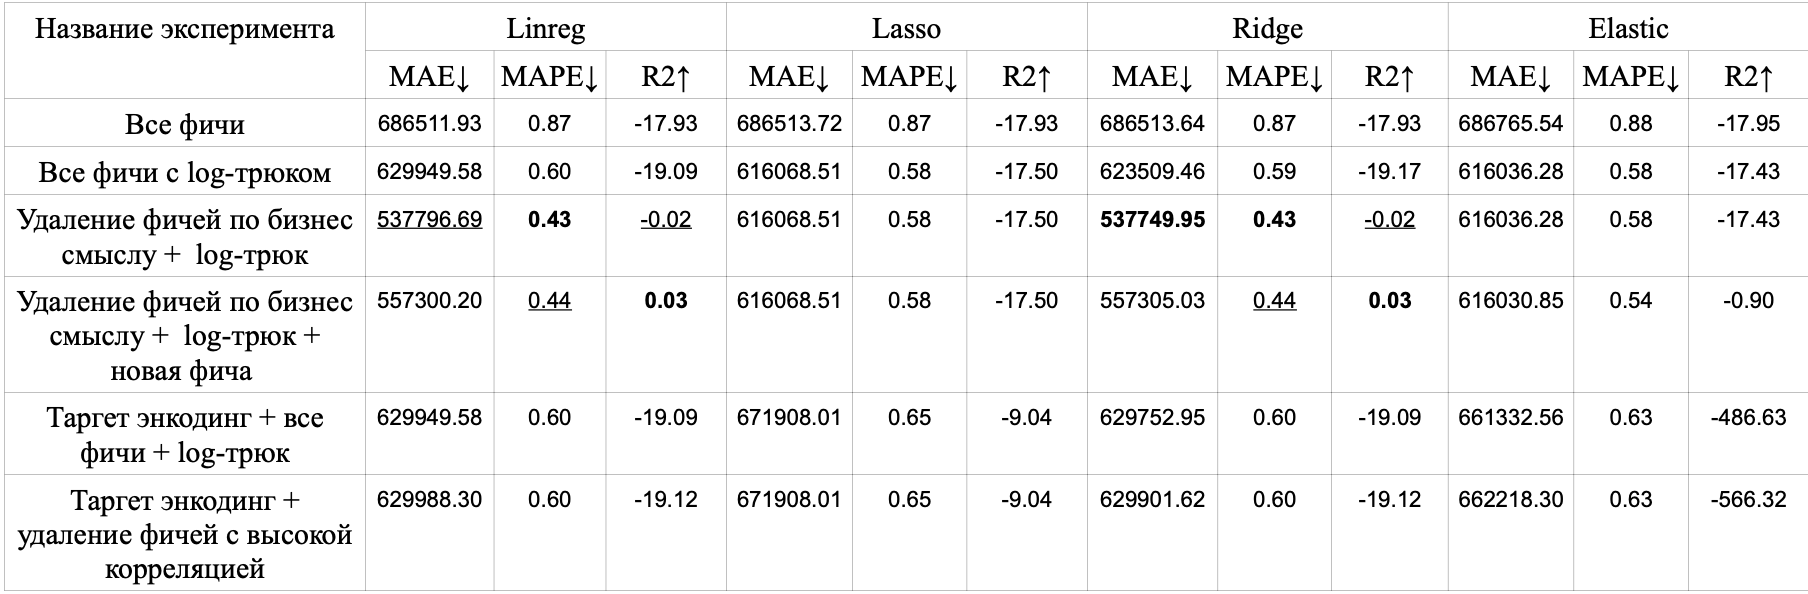 Название эксперимента Linreg Lasso Ridge Elastic
MAE↓ MAPE↓ R2↑ MAE↓ MAPE↓ R2↑ MAE↓ MAPE↓ R2↑ MAE↓ MAPE↓ R2↑
Все фичи 686511.93 0.87 -17.93 686513.72 0.87 -17.93 686513.64 0.87 -17.93 686765.54 0.88 -17.95
Все фичи с log-трюком 629949.58 0.60 -19.09 616068.51 0.58 -17.50 623509.46 0.59 -19.17 616036.28 0.58 -17.43
Удаление фичей по бизнес 537796.69 0.43 -0.02 616068.51 0.58 -17.50 537749.95 0.43 -0.02 616036.28 0.58 -17.43
смыслу + log-трюк
Удаление фичей по бизнес 557300.20 0.44 0.03 616068.51 0.58 -17.50 557305.03 0.44 0.03 616030.85 0.54 -0.90
смыслу + log-трюк +
новая фича
Таргет энкодинг + все 629949.58 0.60 -19.09 671908.01 0.65 -9.04 629752.95 0.60 -19.09 661332.56 0.63 -486.63
фичи + log-трюк
Таргет энкодинг + 629988.30 0.60 -19.12 671908.01 0.65 -9.04 629901.62 0.60 -19.12 662218.30 0.63 -566.32
удаление фичей с высокой
корреляцией